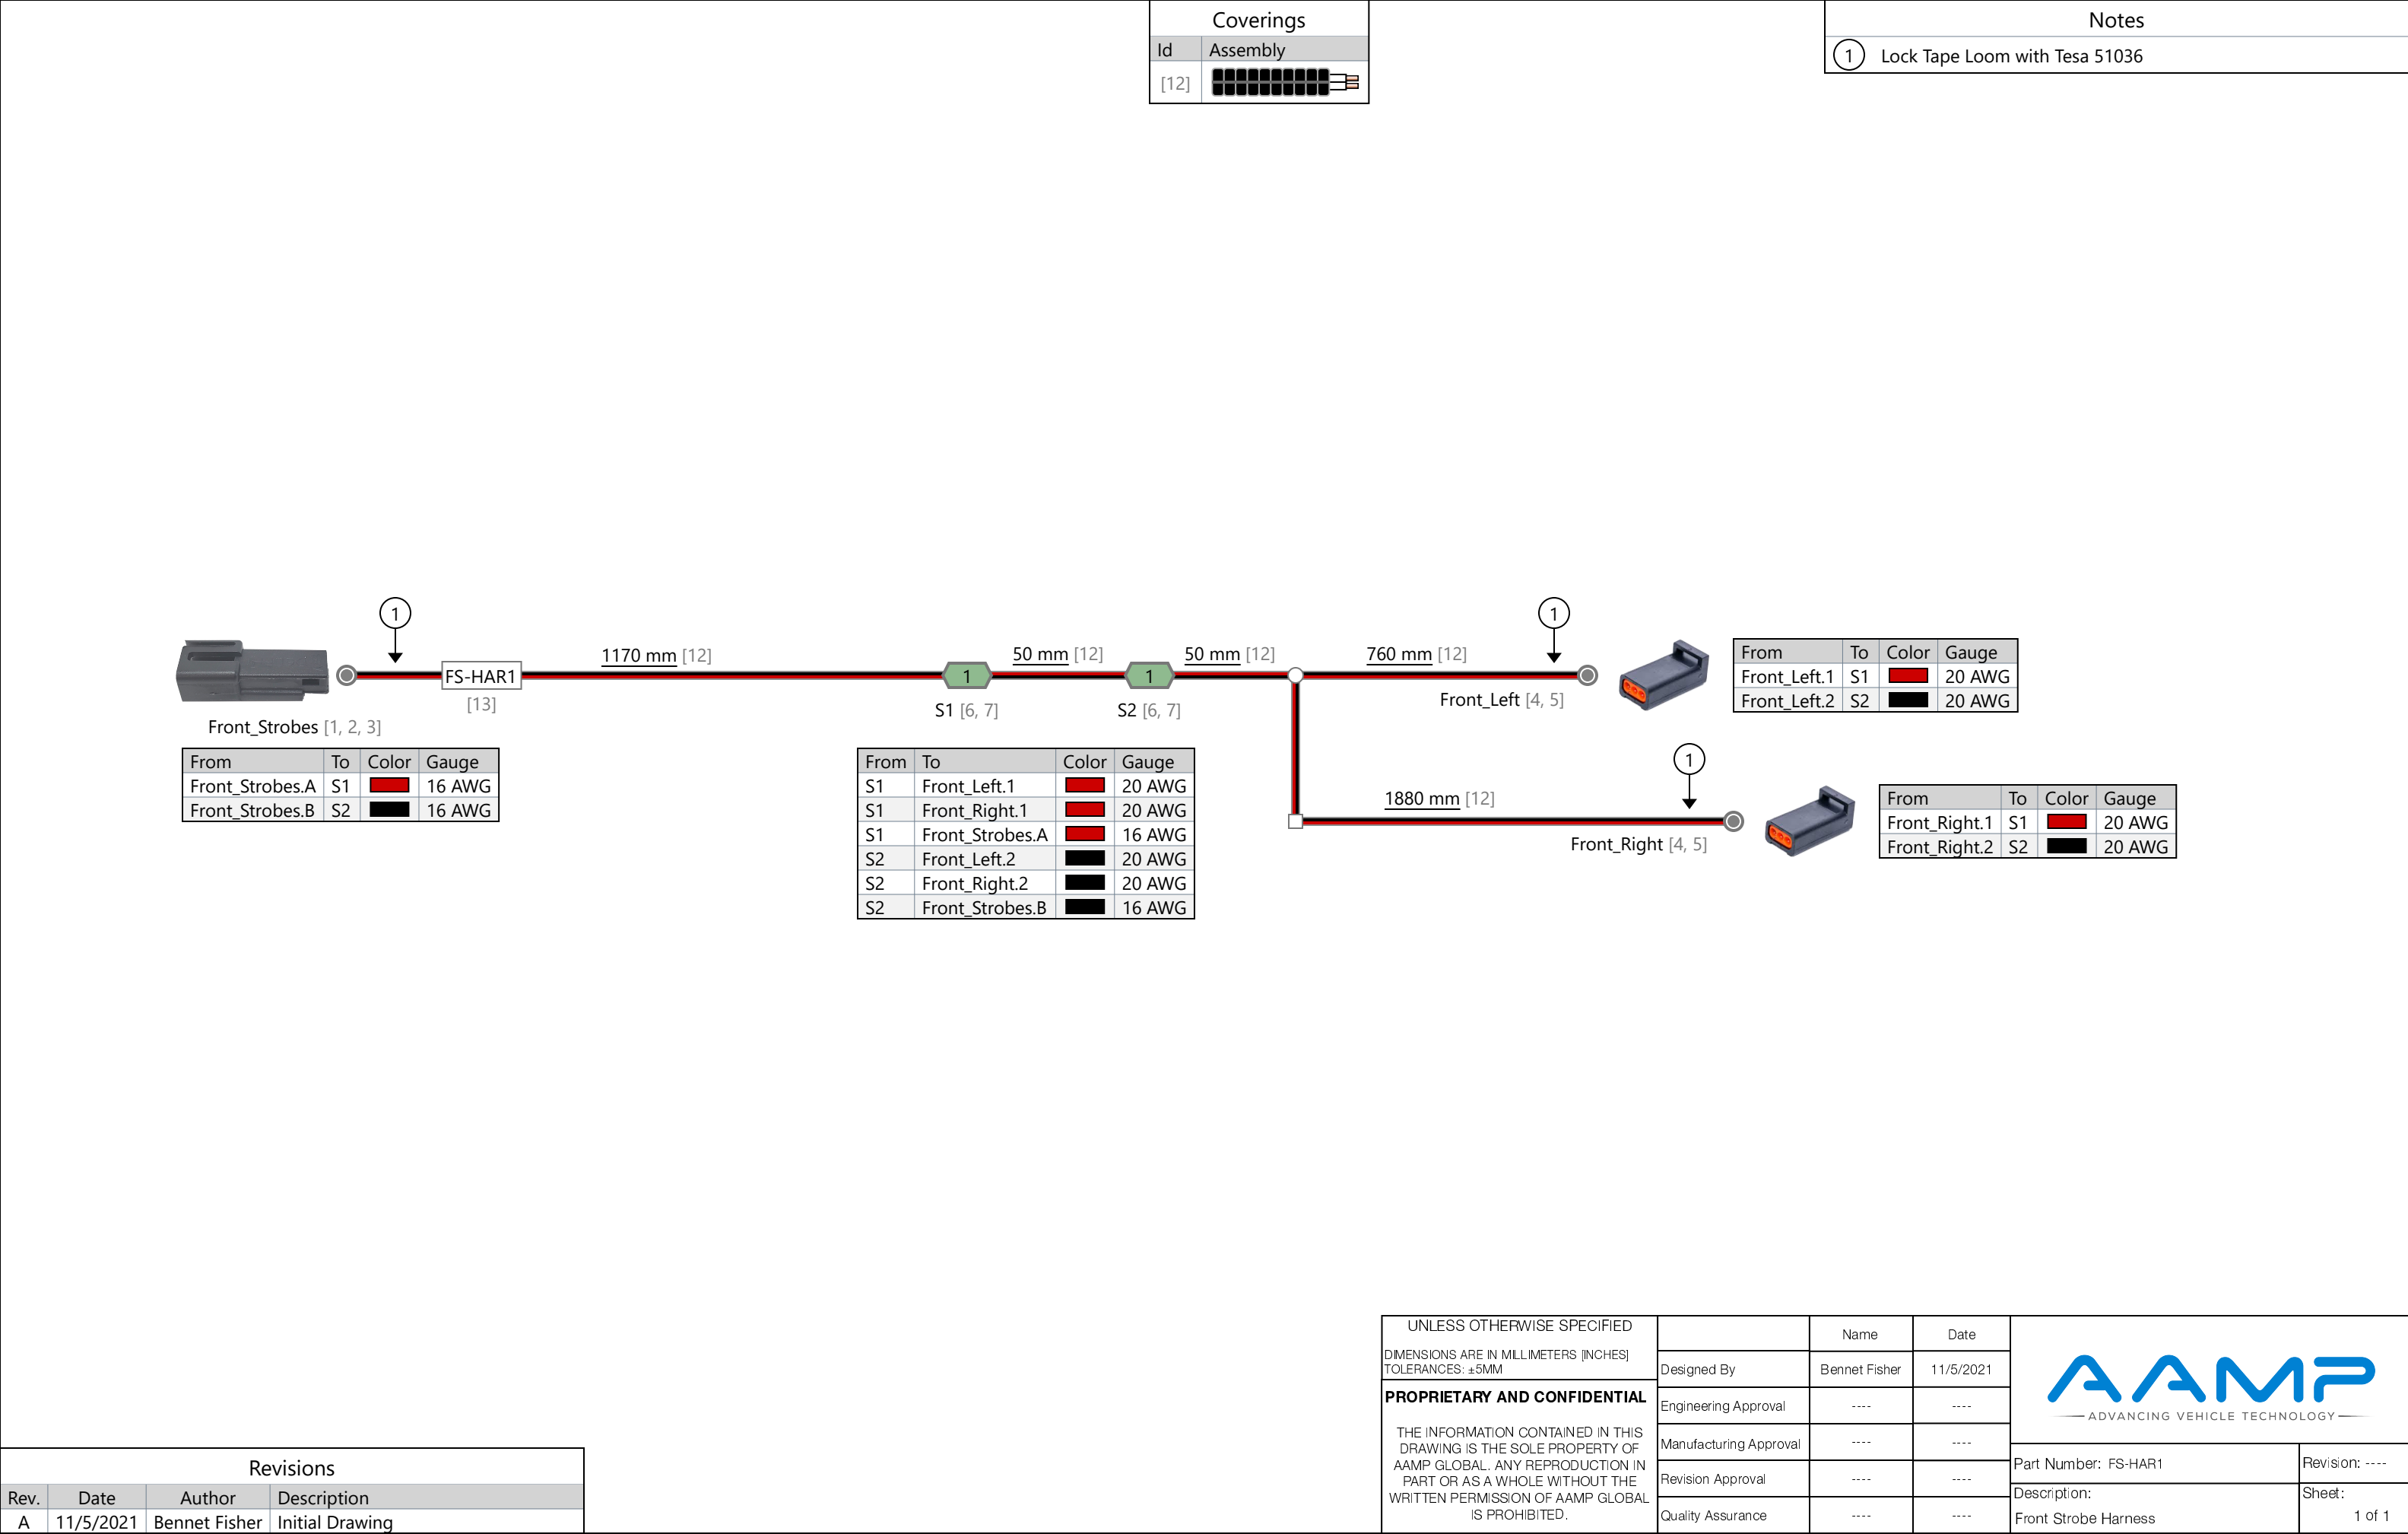 Coverings
Id Assembly
[12]
Notes
1 Lock Tape Loom with Tesa 51036
1
1
FS-HAR1
[13]
1170 mm [12]
50 mm [12]
50 mm [12]
760 mm [12]
1
1
S1 [6, 7]
S2 [6, 7]
Front_Strobes [1, 2, 3]
Front_Left [4, 5]
From To Color Gauge
Front_Left.1 S1 20 AWG
Front_Left.2 S2 20 AWG
1
1880 mm [12]
Front_Right [4, 5]
From To Color Gauge
Front_Right.1 S1 20 AWG
Front_Right.2 S2 20 AWG
From To Color Gauge
Front_Strobes.A S1 16 AWG
Front_Strobes.B S2 16 AWG
From To Color Gauge
S1 Front_Left.1 20 AWG
S1 Front_Right.1 20 AWG
S1 Front_Strobes.A 16 AWG
S2 Front_Left.2 20 AWG
S2 Front_Right.2 20 AWG
S2 Front_Strobes.B 16 AWG
Revisions
Rev. Date Author Description
A 11/5/2021 Bennet Fisher Initial Drawing
UNLESS OTHERWISE SPECIFIED
DIMENSIONS ARE IN MILLIMETERS [INCHES]
TOLERANCES: ±5MM
PROPRIETARY AND CONFIDENTIAL
THE INFORMATION CONTAINED IN THIS
DRAWING IS THE SOLE PROPERTY OF
AAMP GLOBAL. ANY REPRODUCTION IN
PART OR AS A WHOLE WITHOUT THE
WRITTEN PERMISSION OF AAMP GLOBAL
IS PROHIBITED.
Name Date
Designed By Bennet Fisher 11/5/2021
Engineering Approval ---- ----
Manufacturing Approval ---- ----
Revision Approval ---- ----
Quality Assurance ---- ----
AAMP
ADVANCING VEHICLE TECHNOLOGY
Part Number: FS-HAR1
Revision: ----
Description:
Front Strobe Harness
Sheet:
1 of 1